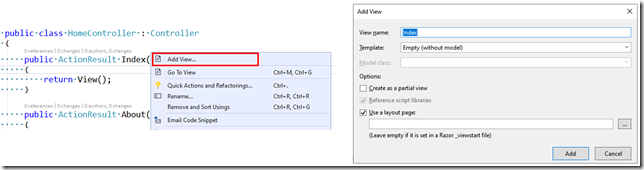 public class HomeController : Controller
{
0 references | 0 authors, 0 changes
public ActionResult Index(
{
return View();
}
0 references | 0 authors, 0 changes
public ActionResult About(
{
Add View...
Go To View Ctrl+M, Ctrl+G
Quick Actions and Refactorings... Ctrl+.
Rename... Ctrl+R, Ctrl+R
Remove and Sort Usings Ctrl+R, Ctrl+G
Email Code Snippet
Add View
View name: Index
Template: Empty (without model)
Model class:
Options:
Create as a partial view
Reference script libraries
Use a layout page:
...
(Leave empty if it is set in a Razor _viewstart file)
Add Cancel